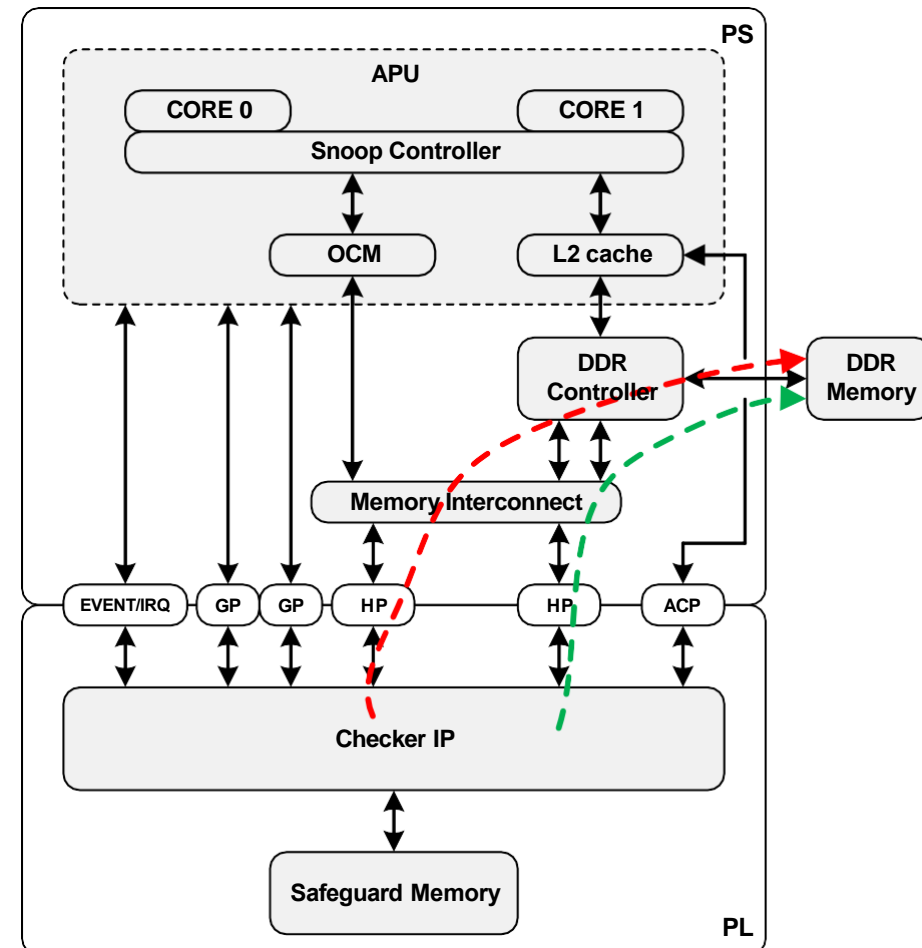 PS
APU
CORE 0
CORE 1
Snoop Controller
OCM
L2 cache
DDR
Controller
DDR
Memory
Memory Interconnect
EVENT/IRQ
GP
GP
HP
HP
ACP
Checker IP
Safeguard Memory
PL